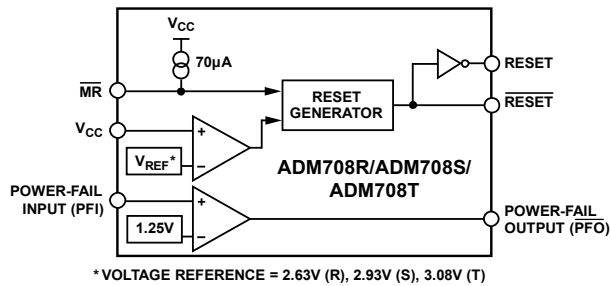 VCC
70µA
MR
RESET
GENERATOR
RESET
RESET
VCC
VREF*
+
−
ADM708R/ADM708S/
ADM708T
POWER-FAIL
INPUT (PFI)
1.25V
+
−
POWER-FAIL
OUTPUT (PFO)
* VOLTAGE REFERENCE = 2.63V (R), 2.93V (S), 3.08V (T)